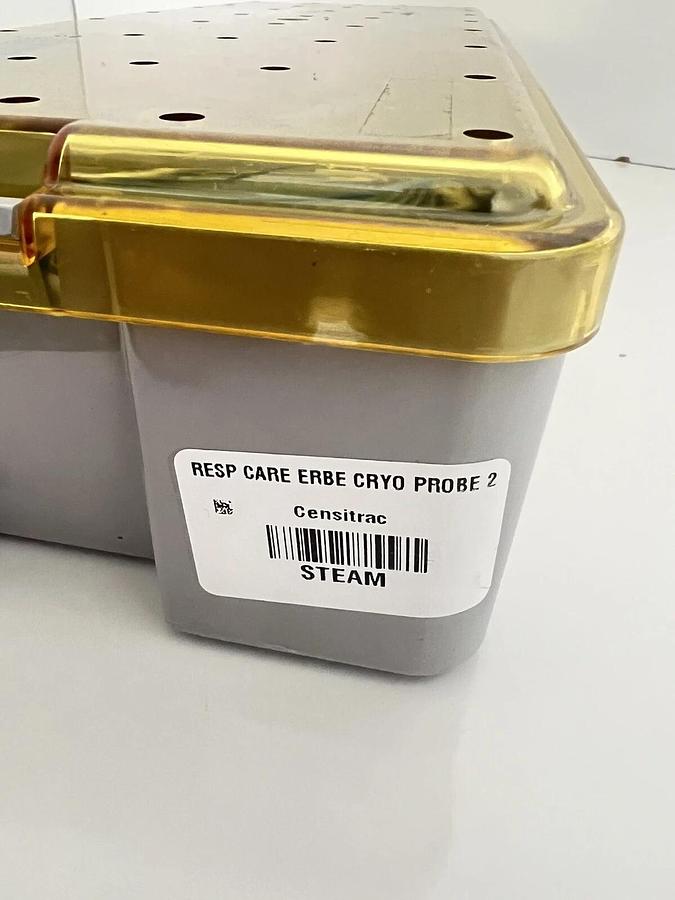 RESP CARE ERBE CRYO PROBE 2
Censitrac
STEAM